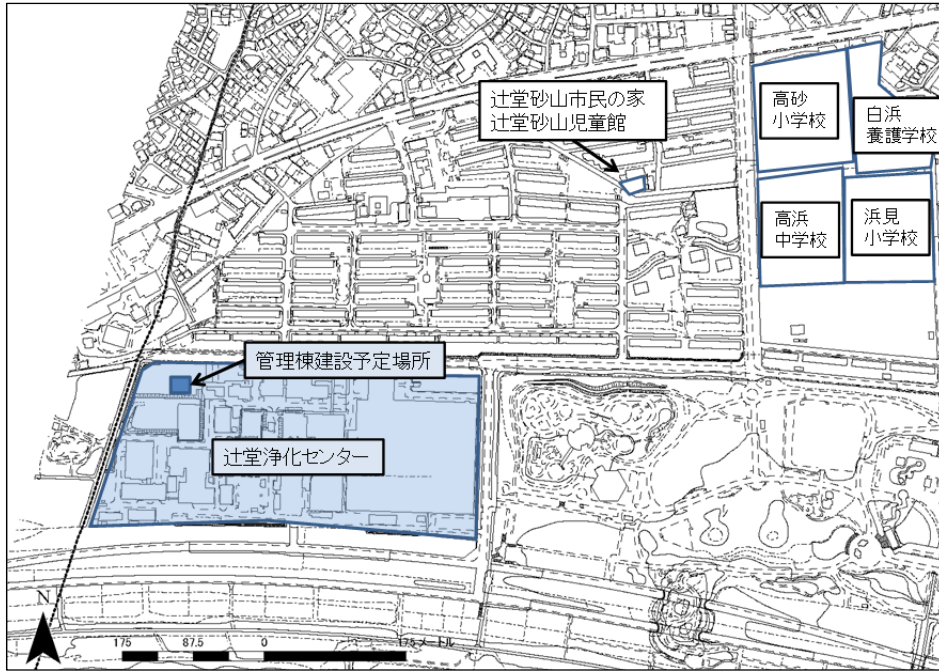 辻堂砂山市民の家
辻堂砂山児童館
高砂
小学校
白浜
養護学校
高浜
中学校
浜見
小学校
管理棟建設予定場所
辻堂浄化センター
N
175 87.5 0 175 メートル